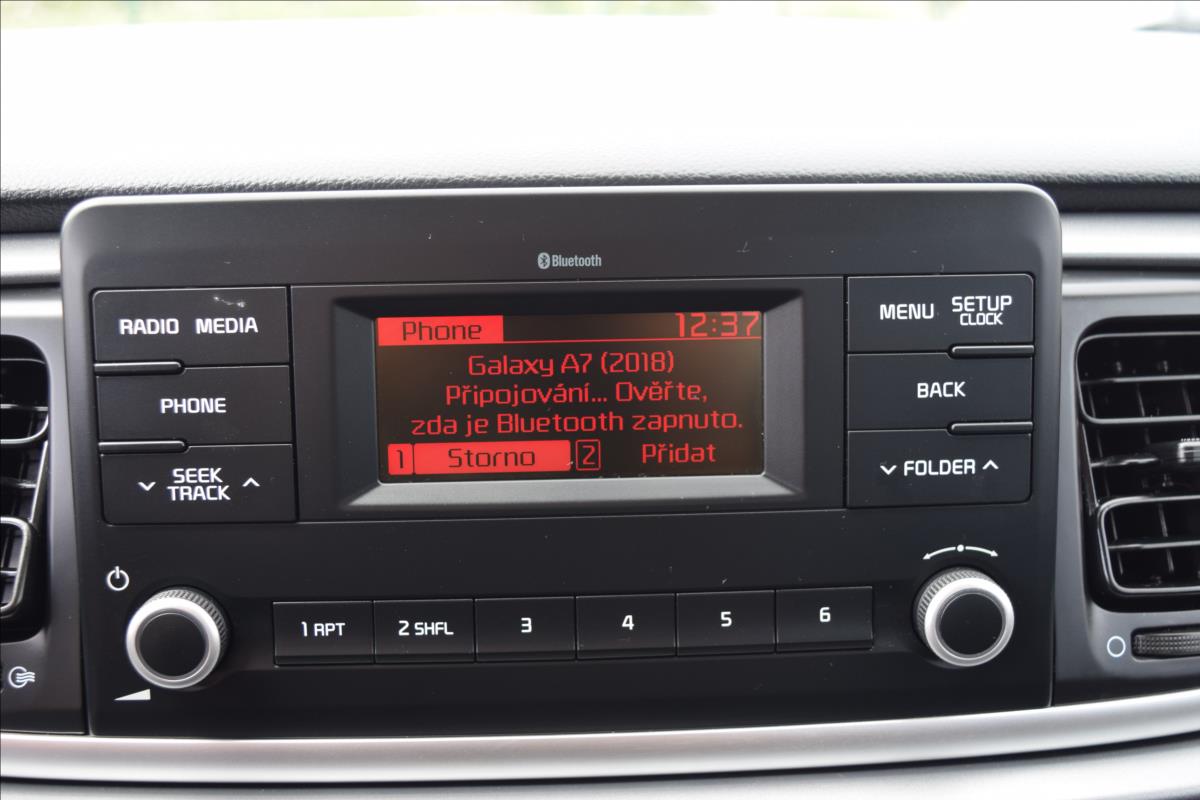 Bluetooth
RADIO MEDIA
PHONE
SEEK
TRACK
Phone 12:37
Galaxy A7 (2018)
Připojování... Ověřte,
zda je Bluetooth zapnuto.
1 Storno 2 Přidat
MENU SETUP
CLOCK
BACK
FOLDER
1 RPT 2 SHFL 3 4 5 6